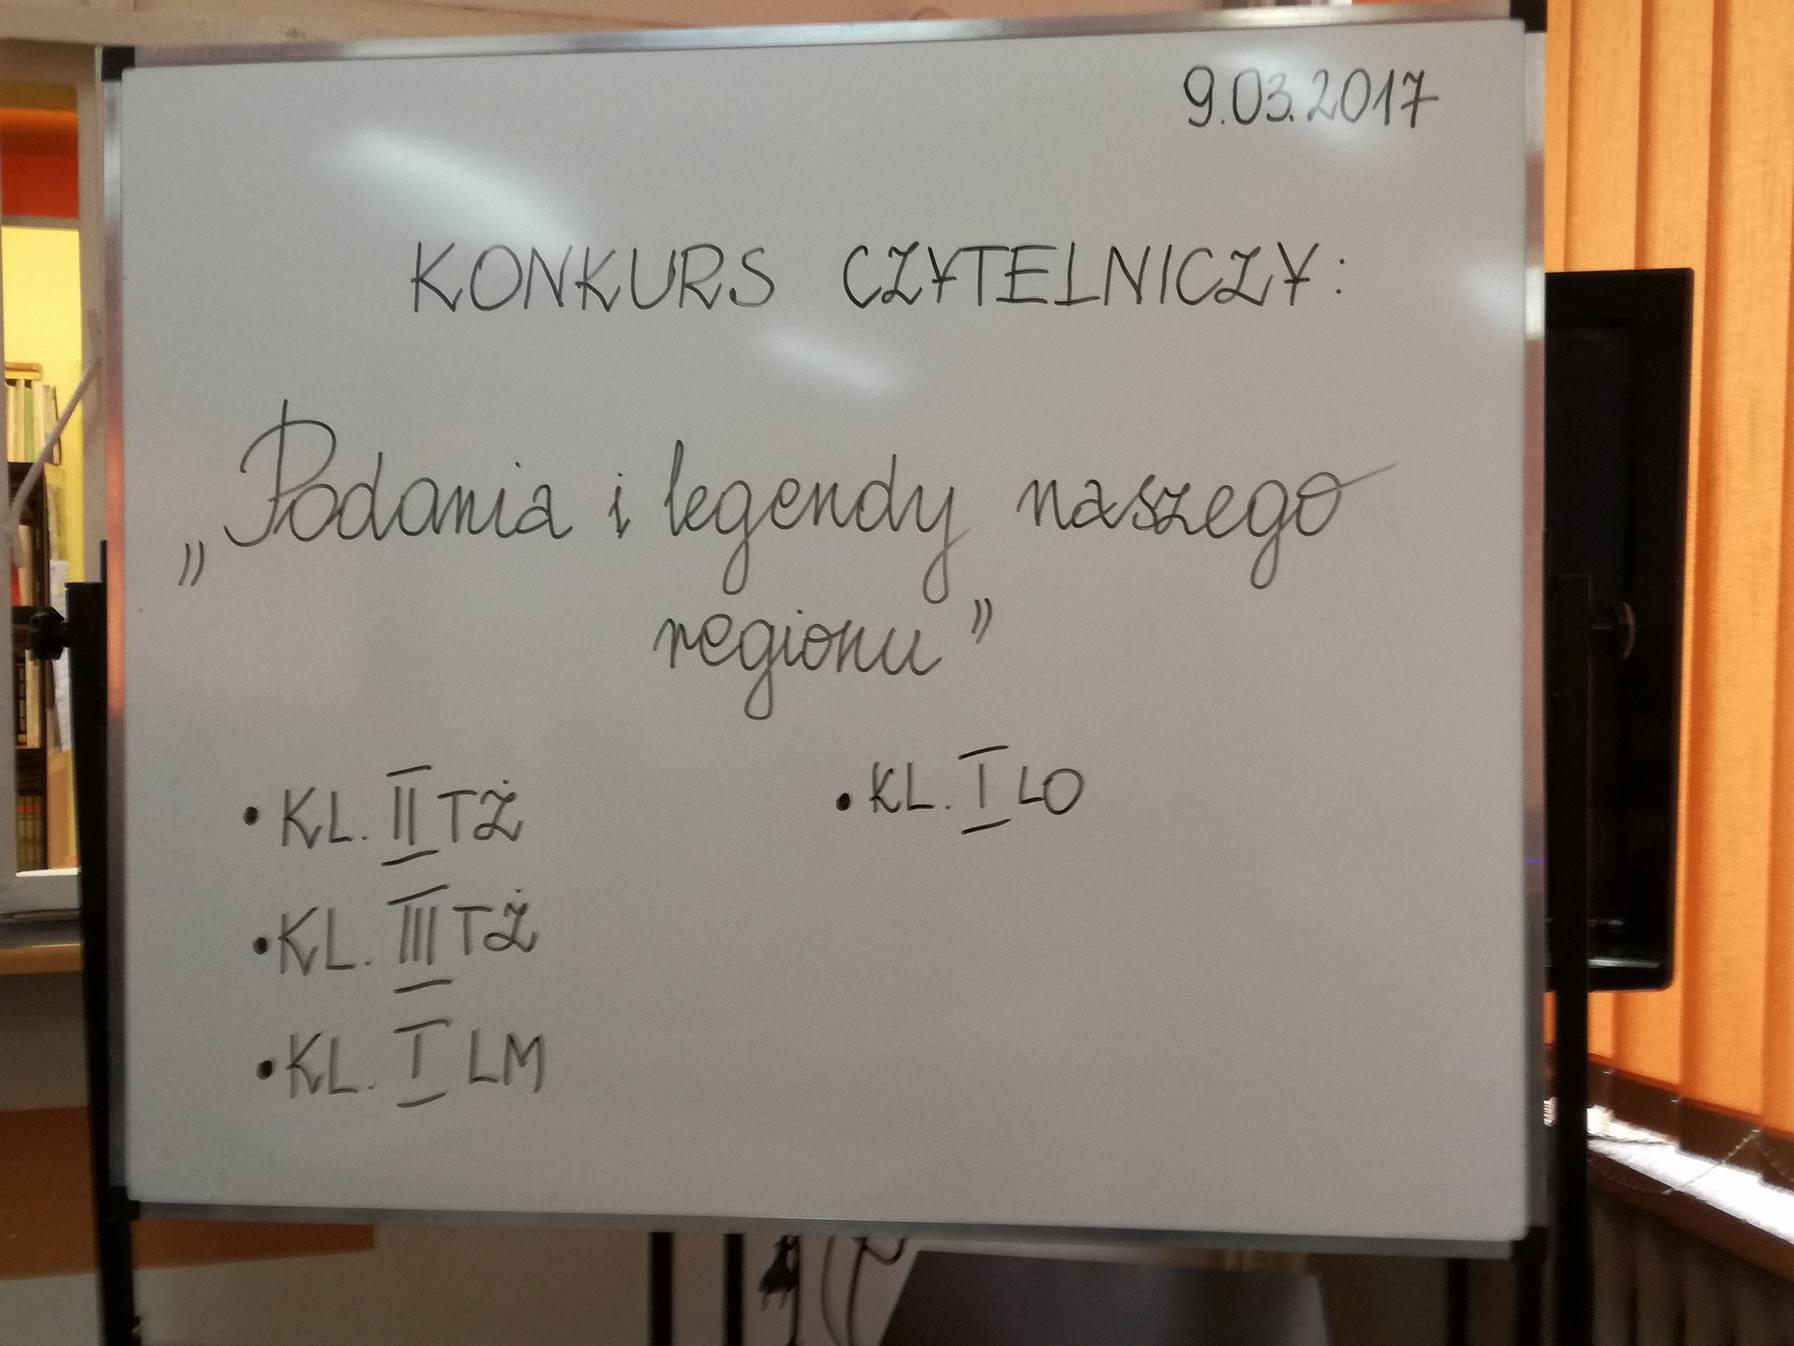 9.03.2017
KONKURS CZYTELNICZY:
„Podania i legendy naszego
regionu”
• KL. II TŻ
• KL. I LO
• KL. III TŻ
• KL. I LM